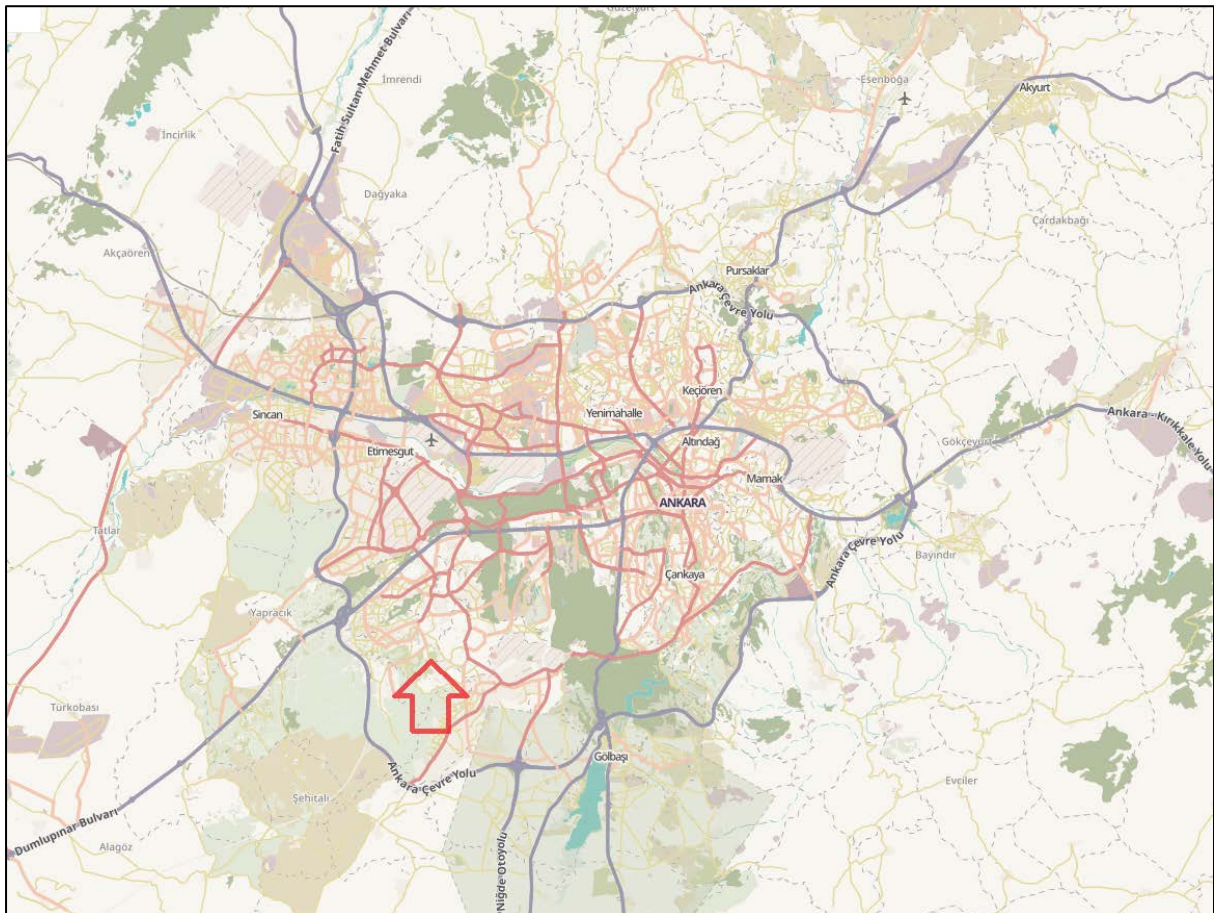 Güzelyurt
Fatih Sultan Mehmet Bulvarı
İmrendi
Esenboğa
Akyurt
İncirlik
Dağyaka
Çardakbağı
Akçaören
Pursaklar
Ankara Çevre Yolu
Keçiören
Sincan
Yenimahalle
Ankara - Kırıkkale Yolu
Altındağ
Etimesgut
Gökçeyurt
Mamak
ANKARA
Tatlar
Ankara Çevre Yolu
Bayındır
Çankaya
Yapracık
Türkobası
Gölbaşı
Ankara Çevre Yolu
Evciler
Şehitali
Dumlupınar Bulvarı
Alagöz
Niğde Otoyolu